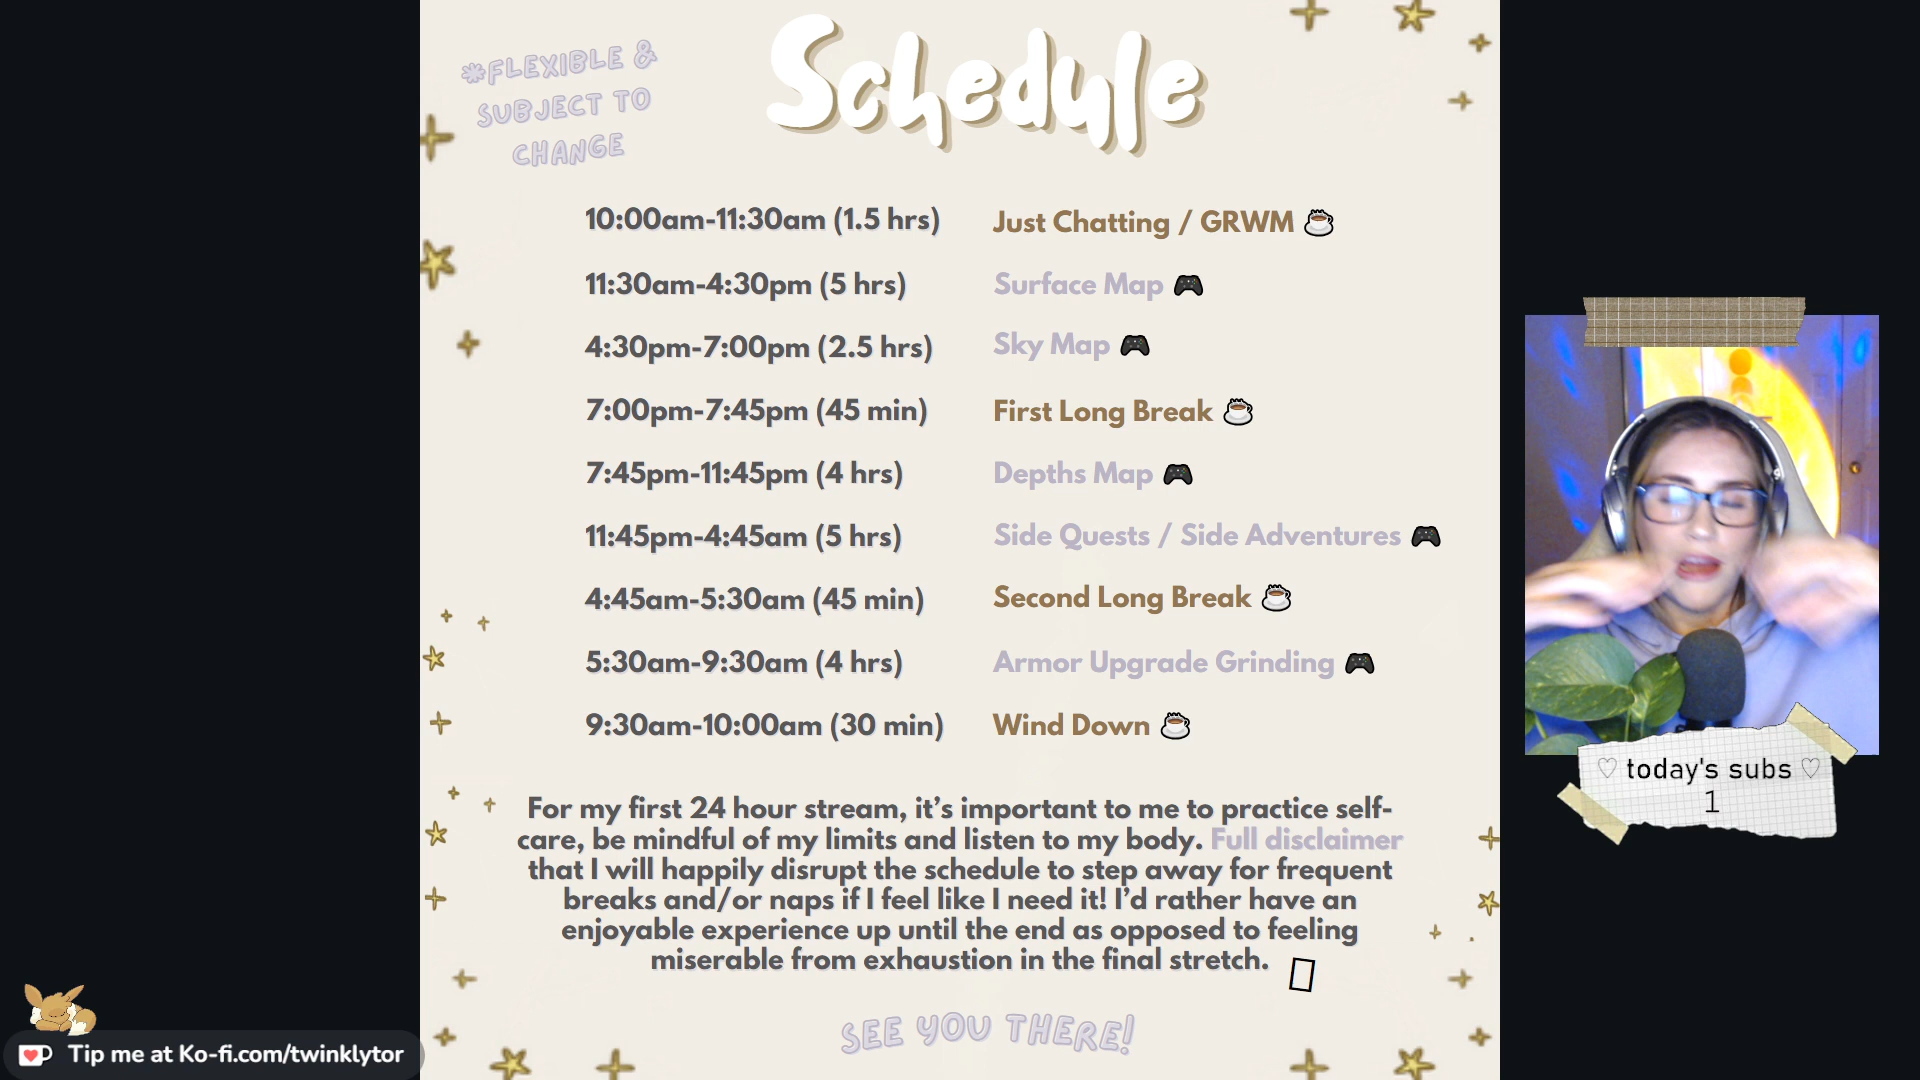 *FLEXIBLE &
SUBJECT TO
CHANGE
Schedule
10:00am-11:30am (1.5 hrs) Just Chatting / GRWM
11:30am-4:30pm (5 hrs) Surface Map
4:30pm-7:00pm (2.5 hrs) Sky Map
7:00pm-7:45pm (45 min) First Long Break
7:45pm-11:45pm (4 hrs) Depths Map
11:45pm-4:45am (5 hrs) Side Quests / Side Adventures
4:45am-5:30am (45 min) Second Long Break
5:30am-9:30am (4 hrs) Armor Upgrade Grinding
9:30am-10:00am (30 min) Wind Down
For my first 24 hour stream, it's important to me to practice self-
care, be mindful of my limits and listen to my body. Full disclaimer
that I will happily disrupt the schedule to step away for frequent
breaks and/or naps if I feel like I need it! I'd rather have an
enjoyable experience up until the end as opposed to feeling
miserable from exhaustion in the final stretch.
SEE YOU THERE!
♡ today's subs ♡
1
Tip me at Ko-fi.com/twinklytor